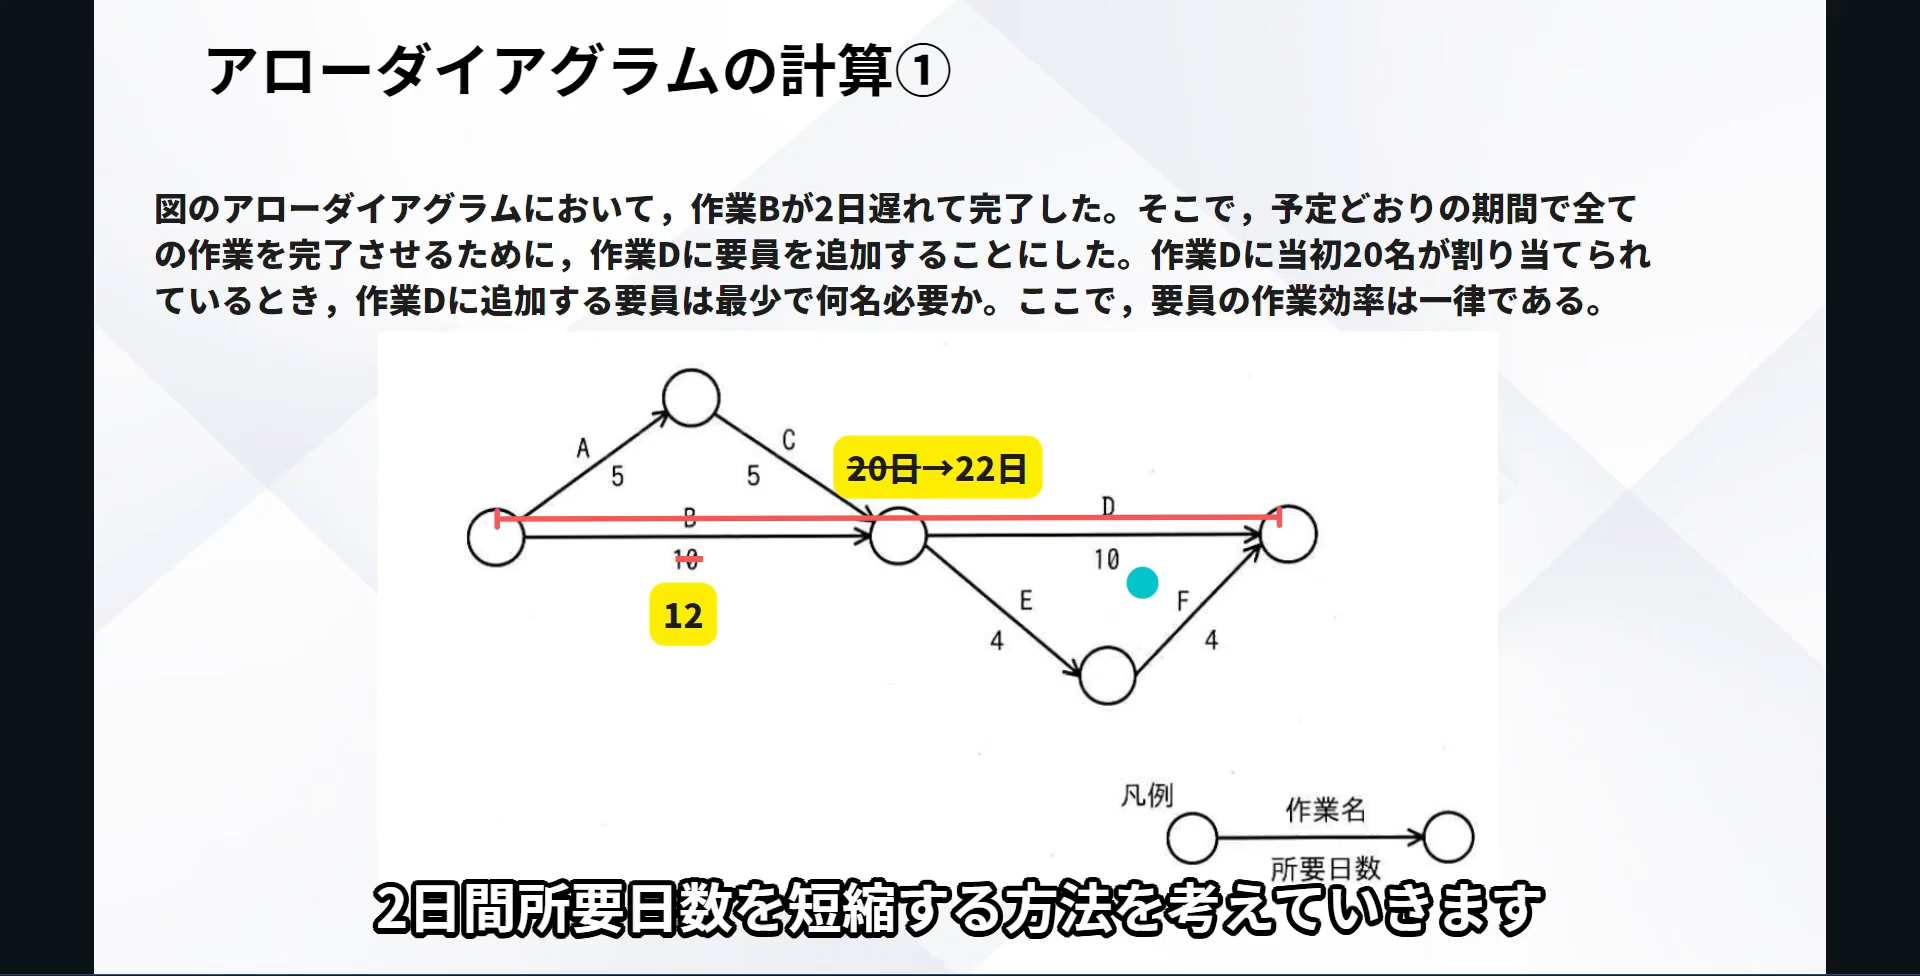 アローダイアグラムの計算①
図のアローダイアグラムにおいて，作業Bが2日遅れて完了した。そこで，予定どおりの期間で全て
の作業を完了させるために，作業Dに要員を追加することにした。作業Dに当初20名が割り当てられ
ているとき，作業Dに追加する要員は最少で何名必要か。ここで，要員の作業効率は一律である。
A
5
C
5
20日→22日
B
10
12
D
10
E
4
F
4
凡例
作業名
所要日数
2日間所要日数を短縮する方法を考えていきます